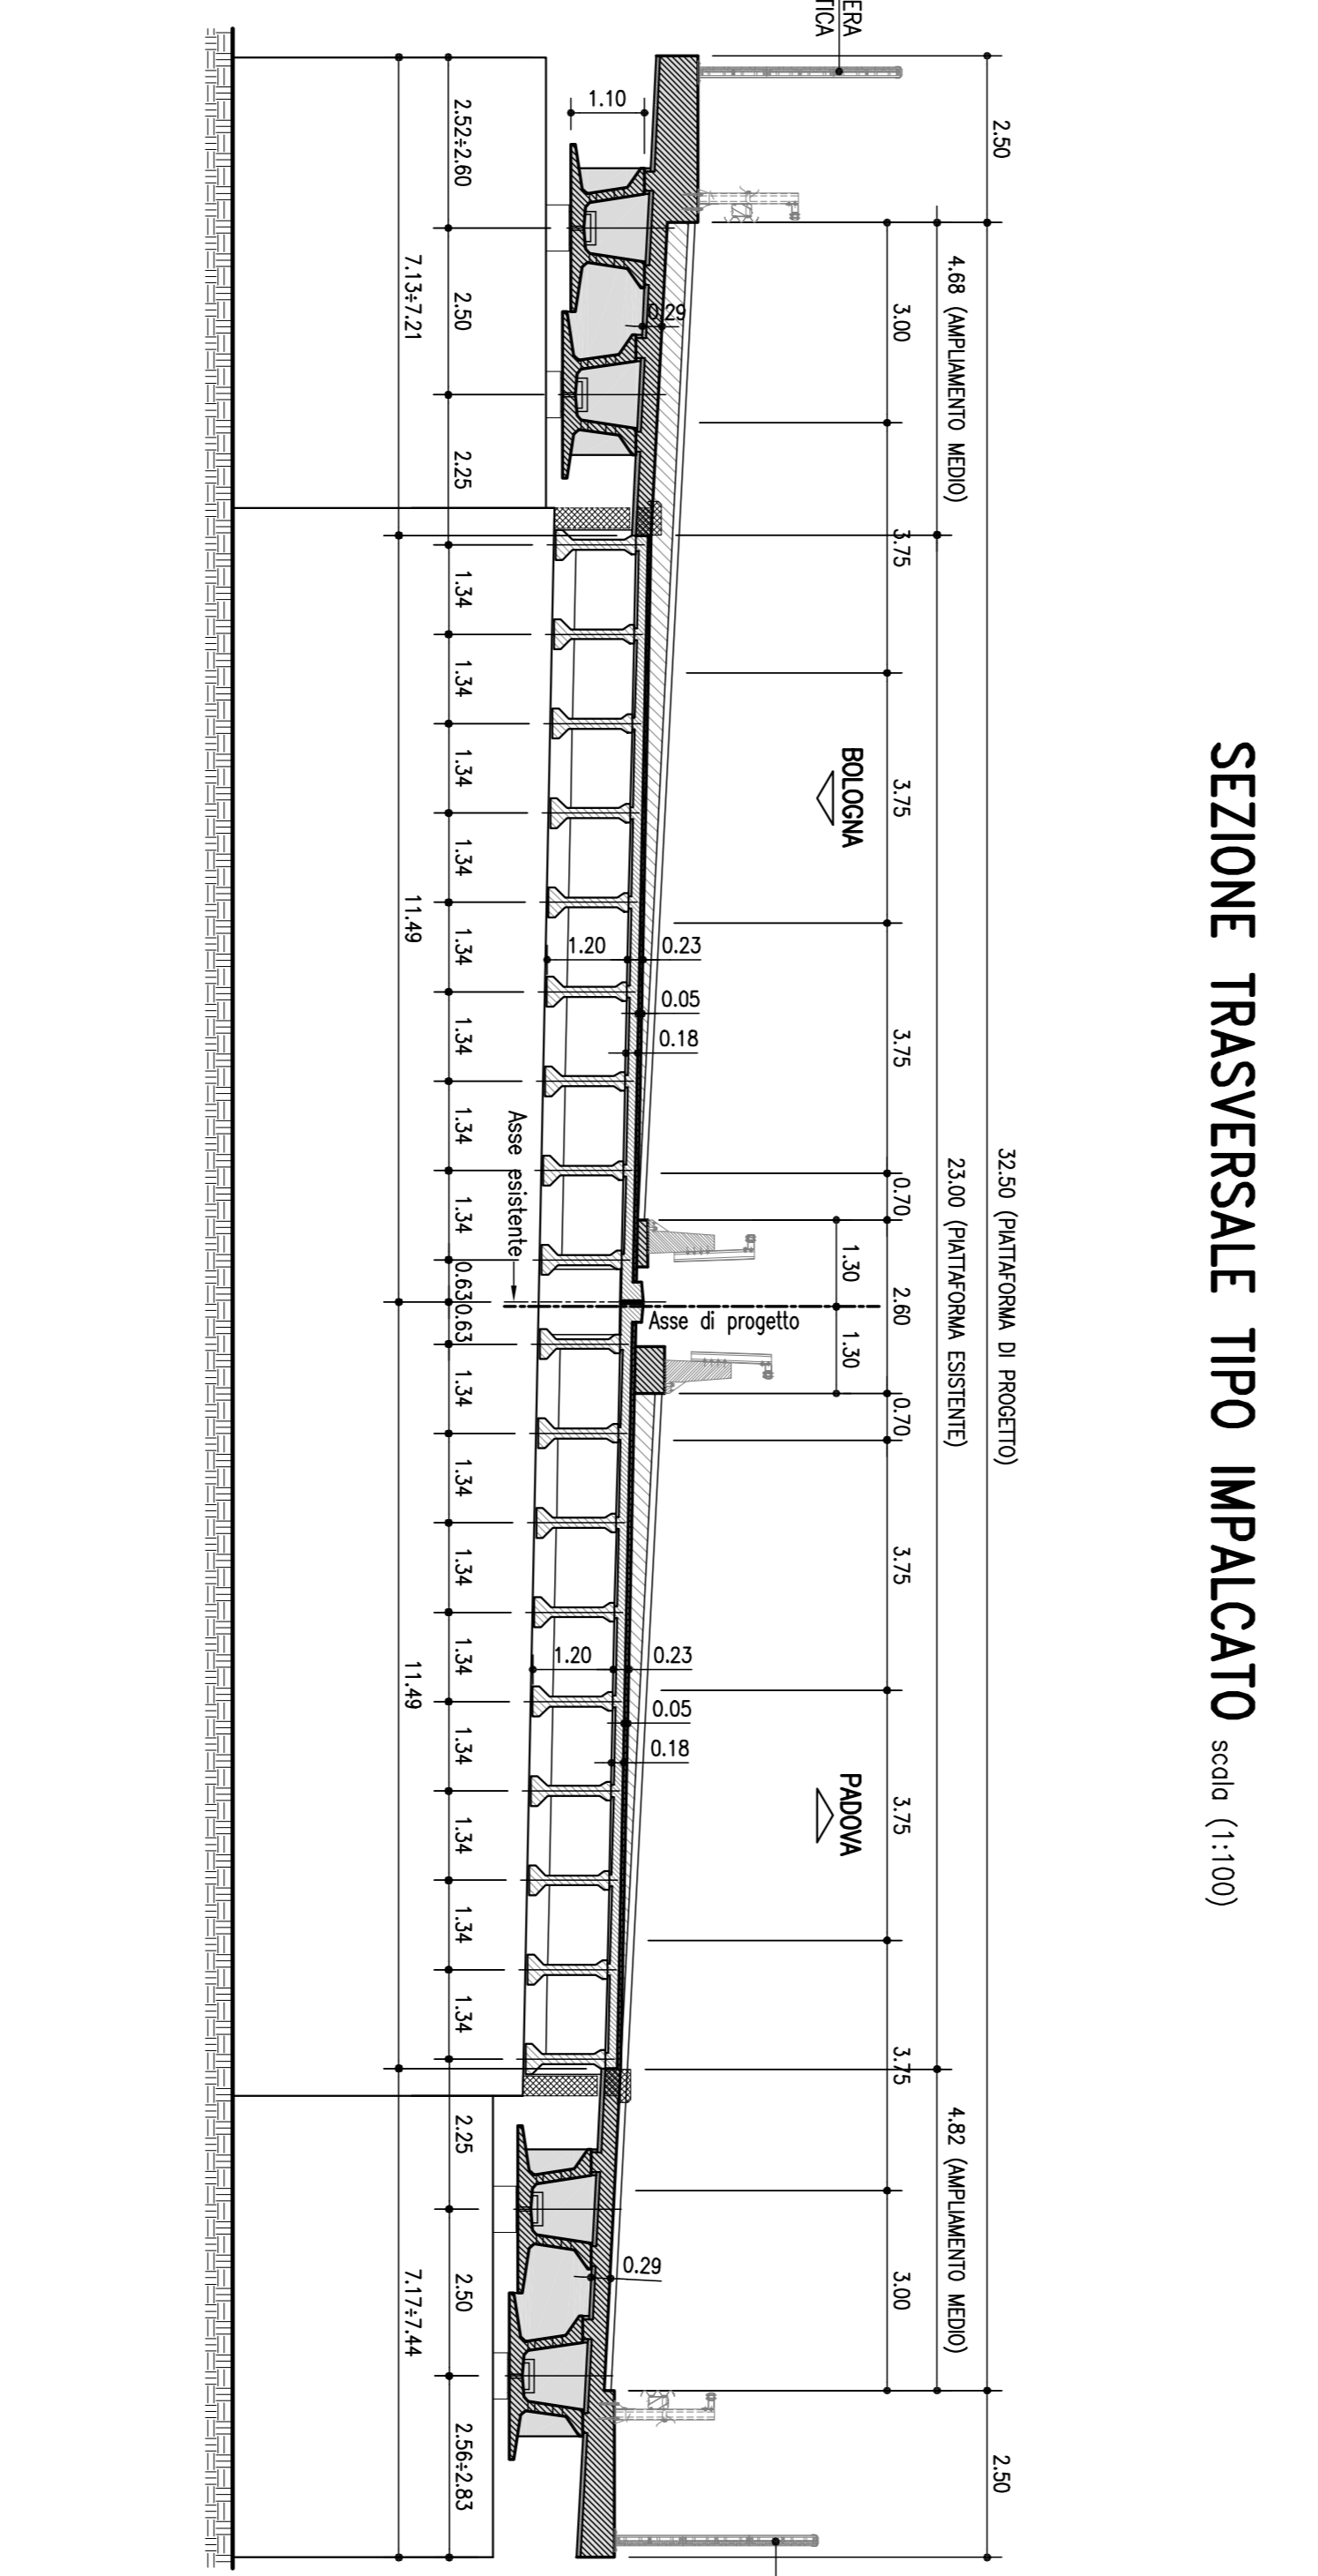 SEZIONE TRASVERSALE TIPO IMPALCATO scala (1:100)
2.50 32.50 (PIATTAFORMA DI PROGETTO) 2.50
4.68 (AMPLIAMENTO MEDIO) 23.00 (PIATTAFORMA ESISTENTE) 4.82 (AMPLIAMENTO MEDIO)
3.00 3.75 3.75 3.75 0.70 2.60 0.70 3.75 3.75 3.75 3.00
ERA
TICA
BOLOGNA
1.30 1.30
PADOVA
Asse di progetto
1.10
0.29
1.20
0.23
0.05
0.18
1.20
0.23
0.05
0.18
0.29
Asse esistente
2.52÷2.60 2.50 2.25 1.34 1.34 1.34 1.34 1.34 1.34 1.34 1.34 0.63 0.63 1.34 1.34 1.34 1.34 1.34 1.34 1.34 1.34 2.25 2.50 2.56÷2.83
7.13÷7.21 11.49 11.49 7.17÷7.44